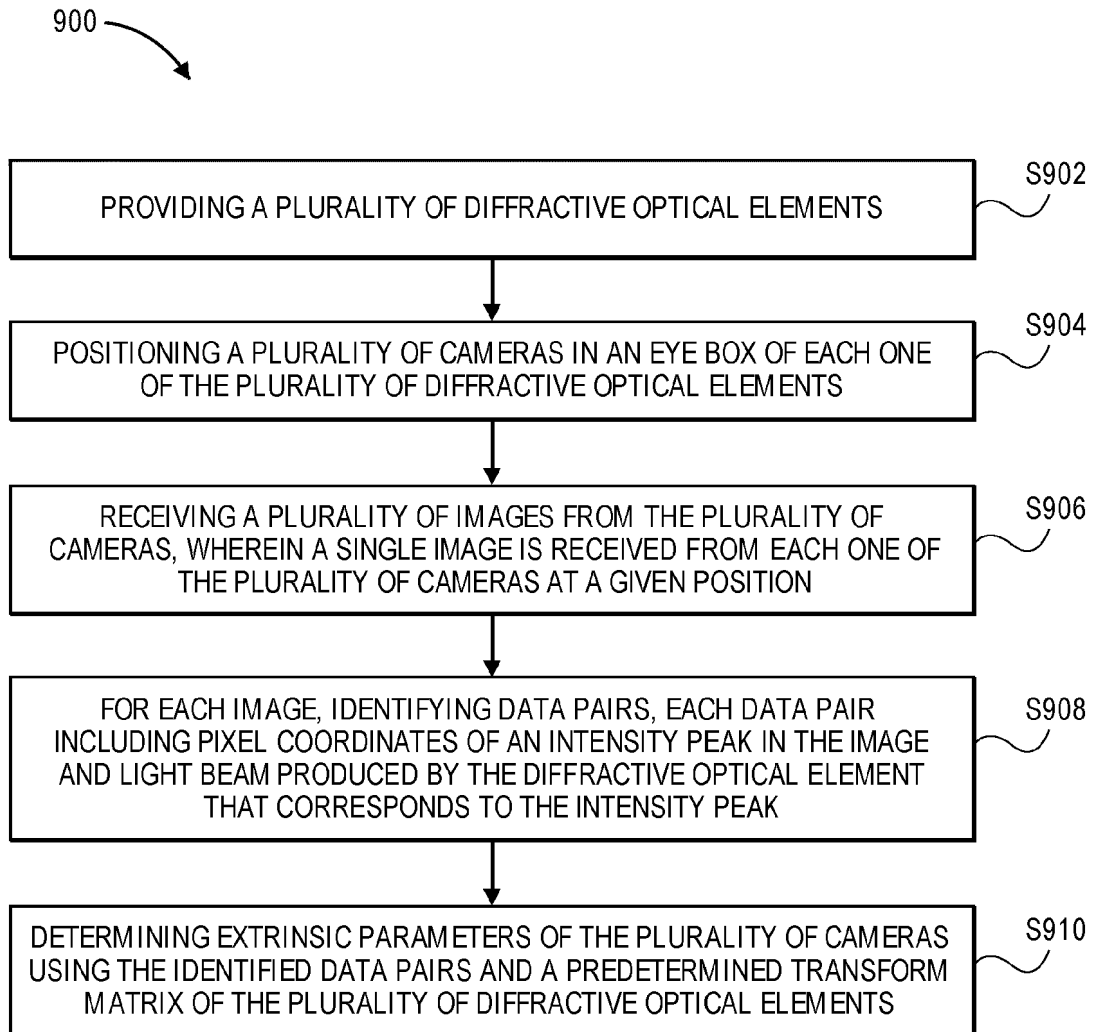 900
PROVIDING A PLURALITY OF DIFFRACTIVE OPTICAL ELEMENTS
S902
POSITIONING A PLURALITY OF CAMERAS IN AN EYE BOX OF EACH ONE
OF THE PLURALITY OF DIFFRACTIVE OPTICAL ELEMENTS
S904
RECEIVING A PLURALITY OF IMAGES FROM THE PLURALITY OF
CAMERAS, WHEREIN A SINGLE IMAGE IS RECEIVED FROM EACH ONE OF
THE PLURALITY OF CAMERAS AT A GIVEN POSITION
S906
FOR EACH IMAGE, IDENTIFYING DATA PAIRS, EACH DATA PAIR
INCLUDING PIXEL COORDINATES OF AN INTENSITY PEAK IN THE IMAGE
AND LIGHT BEAM PRODUCED BY THE DIFFRACTIVE OPTICAL ELEMENT
THAT CORRESPONDS TO THE INTENSITY PEAK
S908
DETERMINING EXTRINSIC PARAMETERS OF THE PLURALITY OF CAMERAS
USING THE IDENTIFIED DATA PAIRS AND A PREDETERMINED TRANSFORM
MATRIX OF THE PLURALITY OF DIFFRACTIVE OPTICAL ELEMENTS
S910